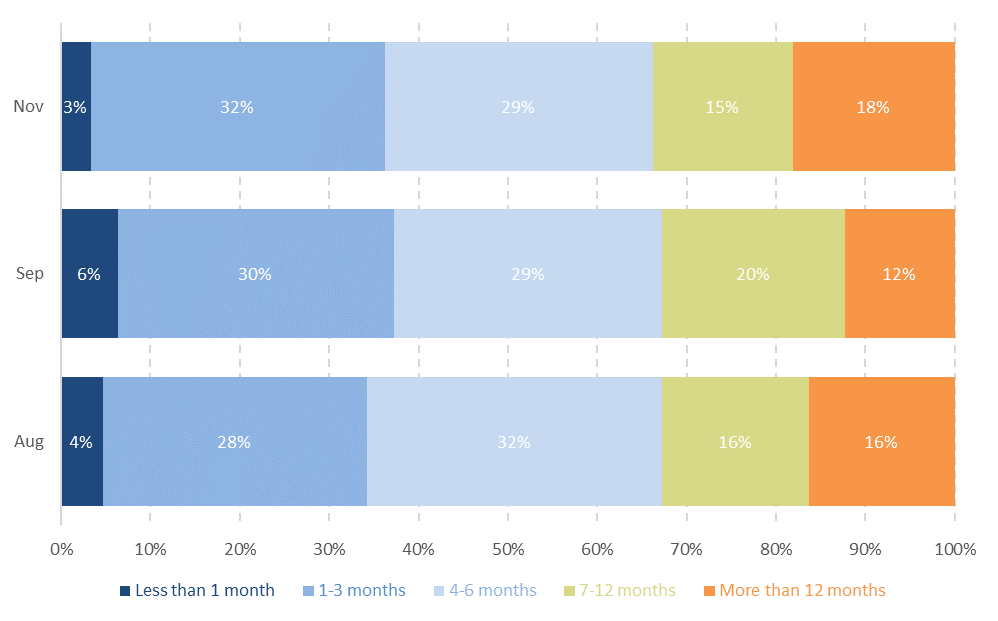 Nov 3% 32% 29% 15% 18%
Sep 6% 30% 29% 20% 12%
Aug 4% 28% 32% 16% 16%
0% 10% 20% 30% 40% 50% 60% 70% 80% 90% 100%
Less than 1 month 1-3 months 4-6 months 7-12 months More than 12 months